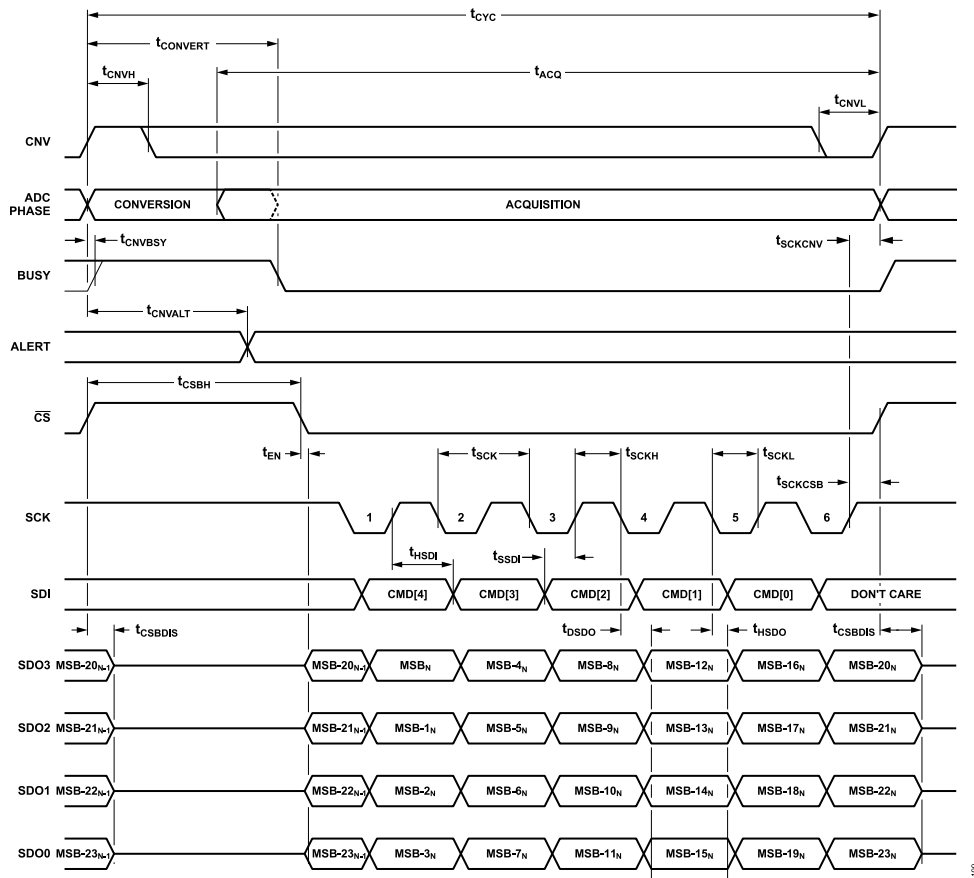 tCYC
tCONVERT
tACQ
tCNVH
tCNVL
CNV
ADC
PHASE
CONVERSION
ACQUISITION
tCNVBSY
tSCKCNV
BUSY
tCNVALT
ALERT
tCSBH
CS
tEN
tSCK
tSCKH
tSCKL
tSCKCSB
SCK 1 2 3 4 5 6
tHSDI
tSSDI
SDI CMD[4] CMD[3] CMD[2] CMD[1] CMD[0] DON'T CARE
tCSBDIS
tDSDO
tHSDO
tCSBDIS
SDO3 MSB-20N-1 MSB-20N-1 MSBN MSB-4N MSB-8N MSB-12N MSB-16N MSB-20N
SDO2 MSB-21N-1 MSB-21N-1 MSB-1N MSB-5N MSB-9N MSB-13N MSB-17N MSB-21N
SDO1 MSB-22N-1 MSB-22N-1 MSB-2N MSB-6N MSB-10N MSB-14N MSB-18N MSB-22N
SDO0 MSB-23N-1 MSB-23N-1 MSB-3N MSB-7N MSB-11N MSB-15N MSB-19N MSB-23N